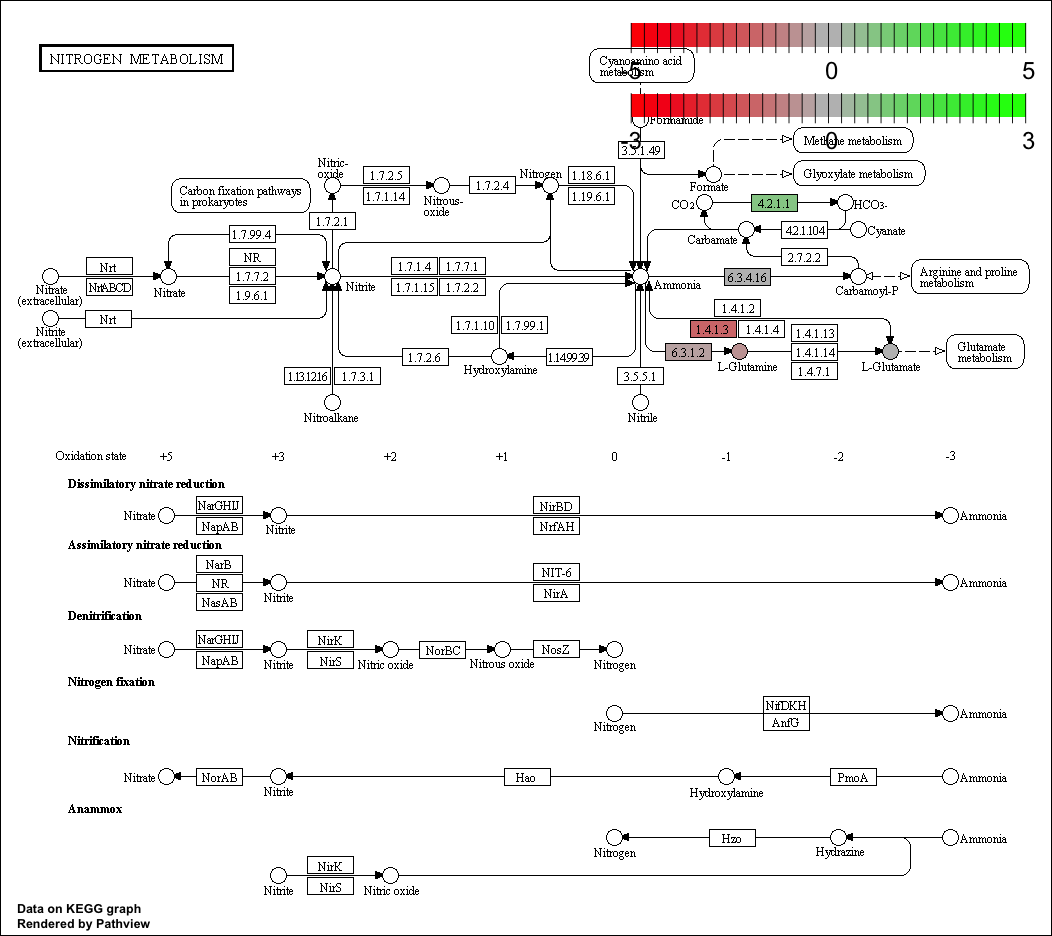 NITROGEN METABOLISM
-5 0 5
Cyanoamino acid
metabolism
-3 0 3
Formamide
3.5.1.49
Methane metabolism
Glyoxylate metabolism
Formate
Nitric-
oxide
1.7.2.5
1.7.1.14
1.7.2.4
Nitrous-
oxide
Nitrogen
1.18.6.1
1.19.6.1
Carbon fixation pathways
in prokaryotes
1.7.2.1
CO2
4.2.1.1
HCO3-
Carbamate
4.2.1.104
Cyanate
1.7.99.4
2.7.2.2
Nrt
NrtABCD
Nitrate
(extracellular)
Nitrate
NR
1.7.7.2
1.9.6.1
Nitrite
1.7.1.4 1.7.7.1
1.7.1.15 1.7.2.2
Ammonia
6.3.4.16
Carbamoyl-P
Arginine and proline
metabolism
Nrt
Nitrite
(extracellular)
1.7.1.10 1.7.99.1
1.4.1.2
1.4.1.3 1.4.1.4
1.4.1.13
1.4.1.14
1.4.7.1
6.3.1.2
L-Glutamine
L-Glutamate
Glutamate
metabolism
1.7.2.6
Hydroxylamine
1.14.99.39
1.13.12.16 1.7.3.1
3.5.5.1
Nitroalkane
Nitrile
Oxidation state +5 +3 +2 +1 0 -1 -2 -3
Dissimilatory nitrate reduction
Nitrate
NarGHIJ
NapAB
Nitrite
NirBD
NrfAH
Ammonia
Assimilatory nitrate reduction
Nitrate
NarB
NR
NasAB
Nitrite
NIT-6
NirA
Ammonia
Denitrification
Nitrate
NarGHIJ
NapAB
Nitrite
NirK
NirS
Nitric oxide
NorBC
Nitrous oxide
NosZ
Nitrogen
Nitrogen fixation
Nitrogen
NifDKH
AnfG
Ammonia
Nitrification
Nitrate
NorAB
Nitrite
Hao
Hydroxylamine
PmoA
Ammonia
Anammox
Nitrogen
Hzo
Hydrazine
Ammonia
Nitrite
NirK
NirS
Nitric oxide
Data on KEGG graph
Rendered by Pathview